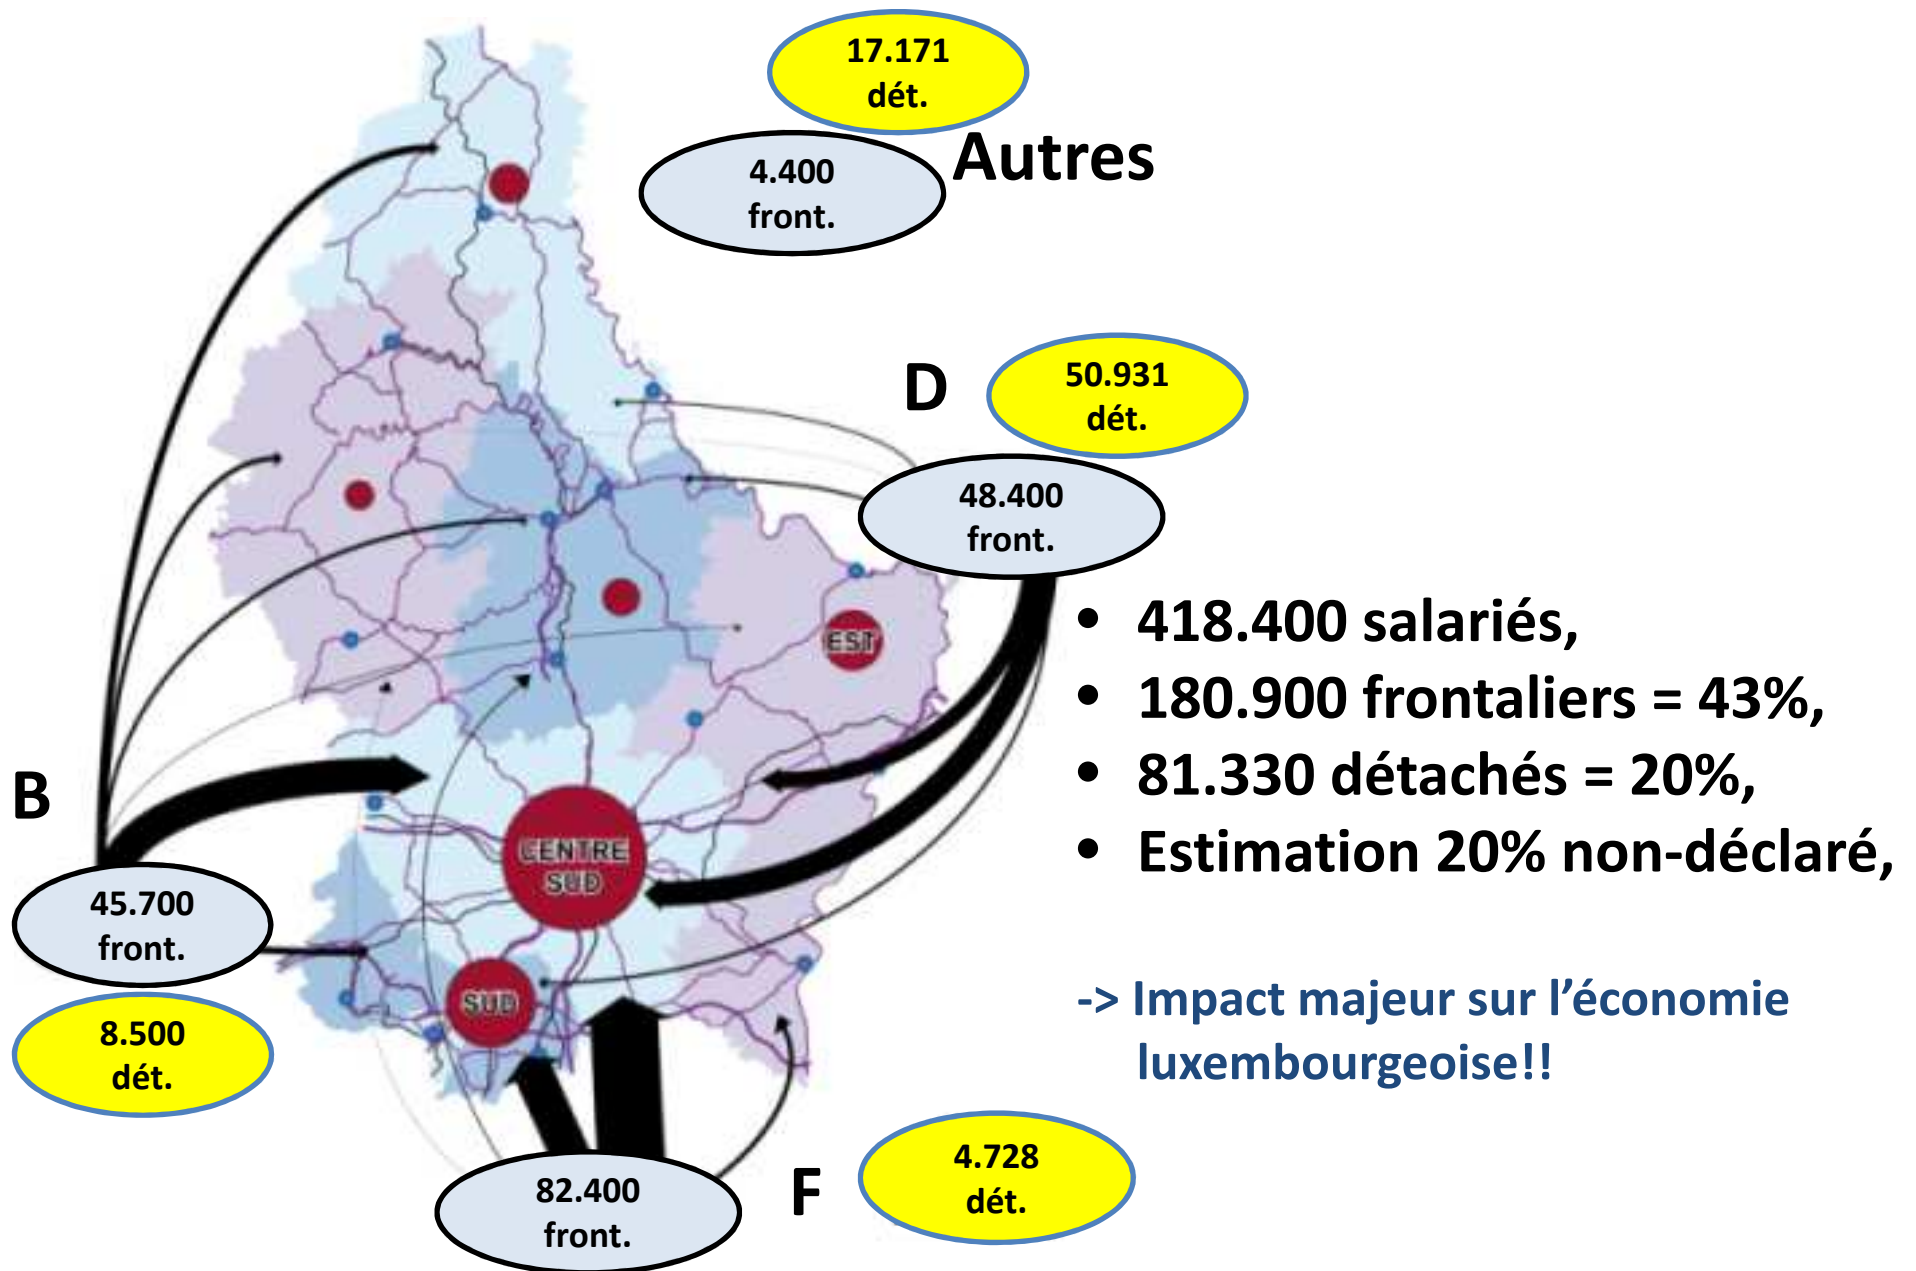 17.171
dét.
Autres
4.400
front.
D
50.931
dét.
48.400
front.
EST
• 418.400 salariés,
• 180.900 frontaliers = 43%,
• 81.330 détachés = 20%,
• Estimation 20% non-déclaré,
-> Impact majeur sur l’économie
luxembourgeoise!!
B
CENTRE
SUD
45.700
front.
SUD
8.500
dét.
82.400
front.
F
4.728
dét.